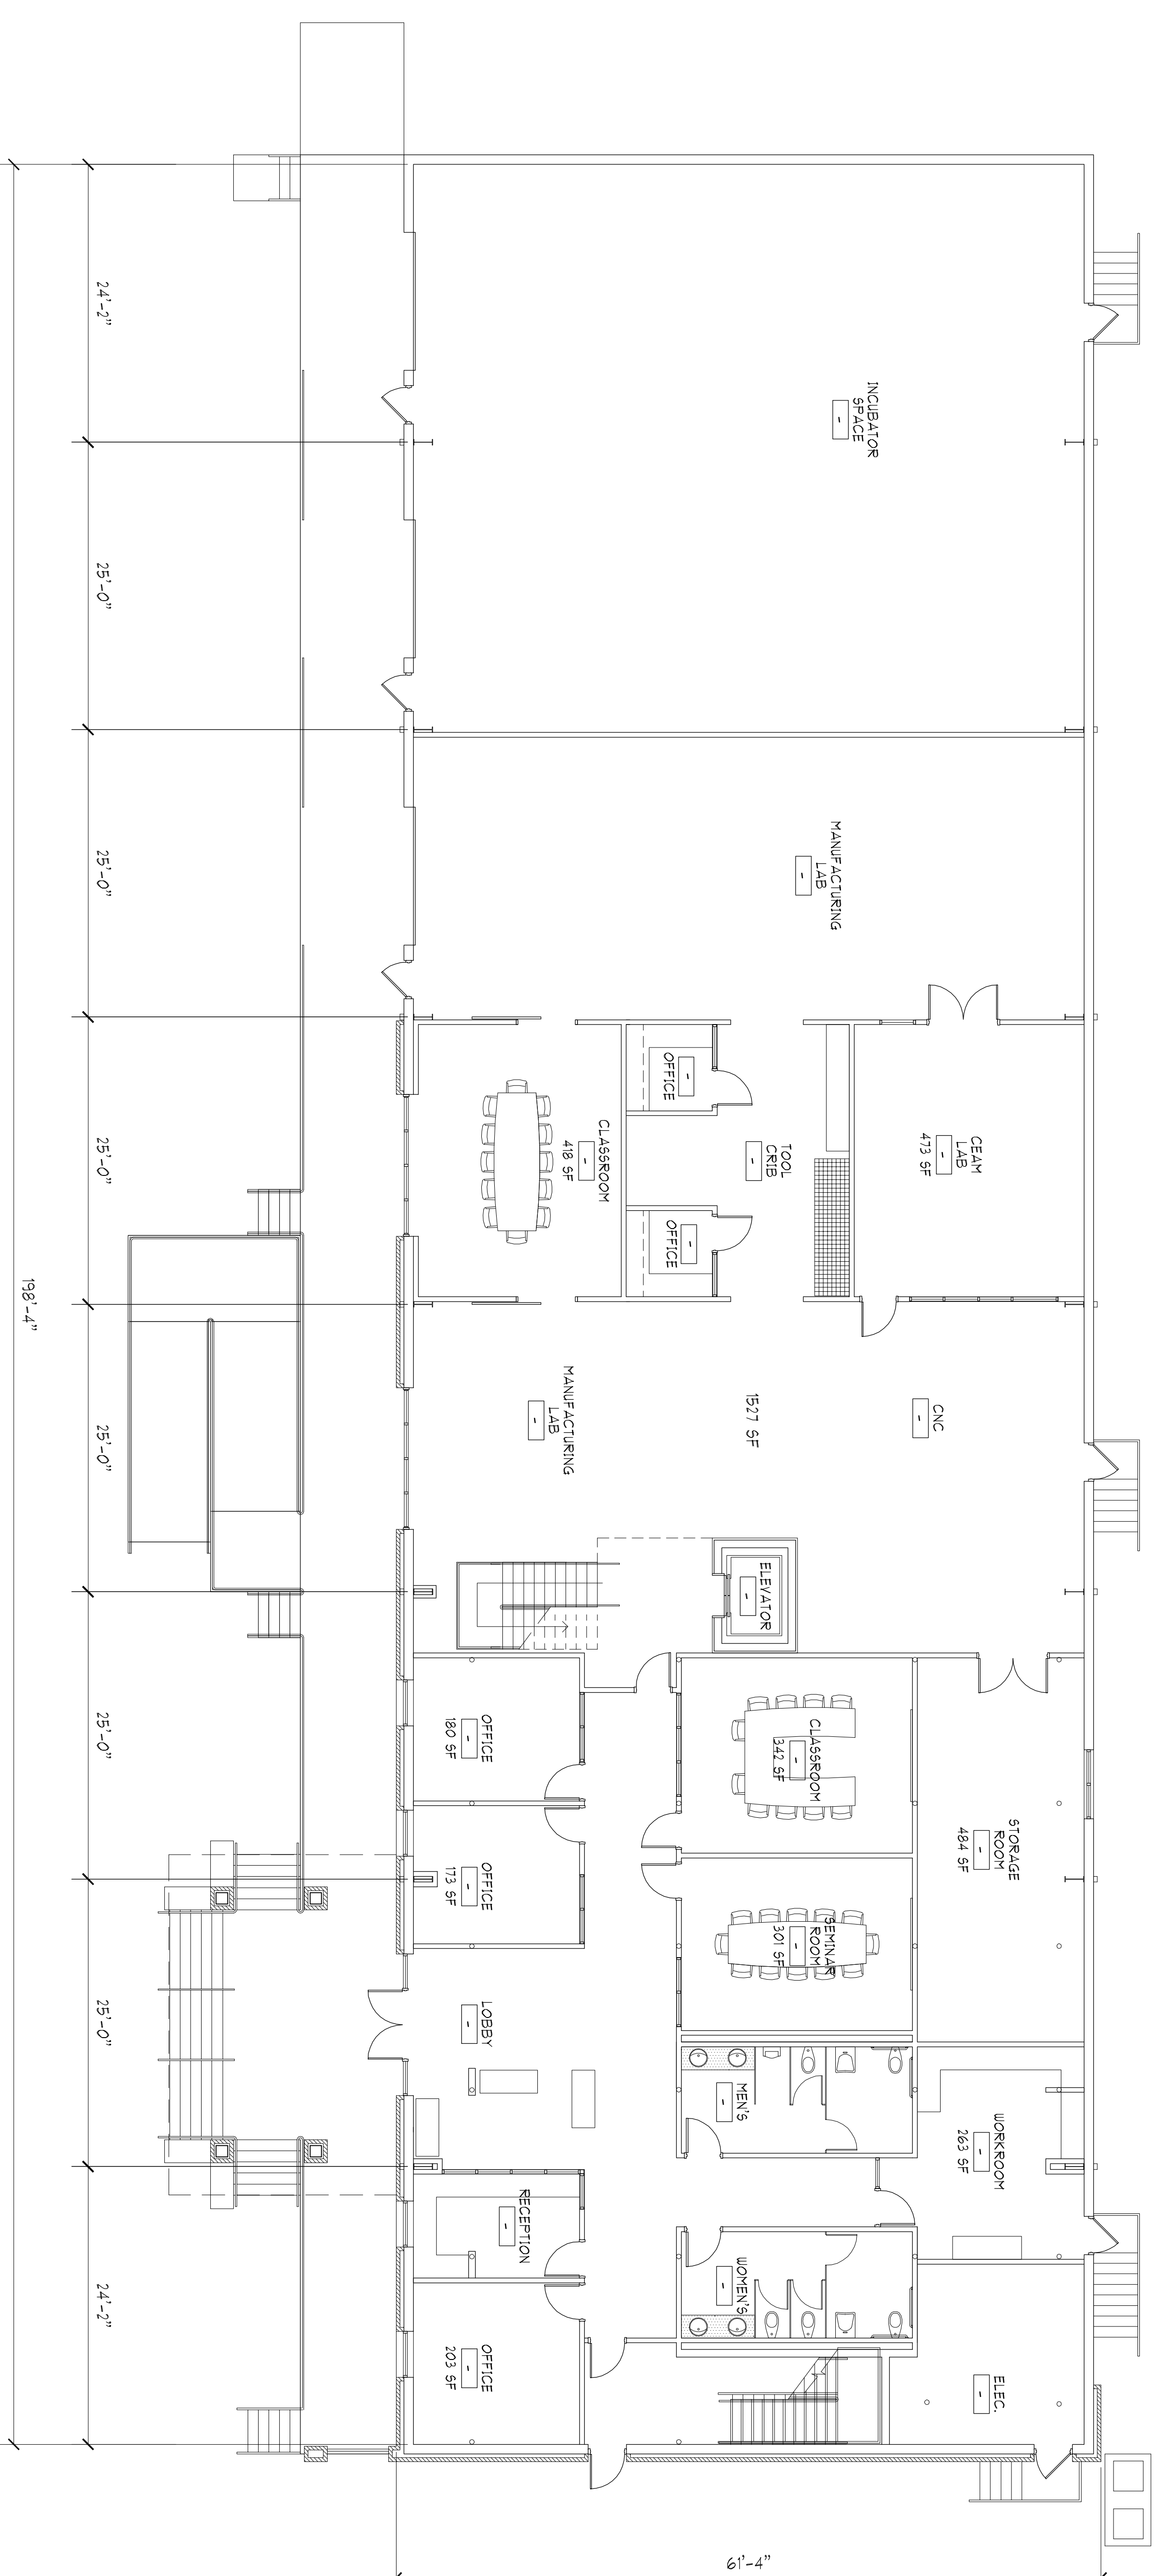 INCUBATOR
SPACE
-
MANUFACTURING
LAB
-
CEAM
LAB
-
473 SF
TOOL
CRIB
-
OFFICE
-
OFFICE
-
CLASSROOM
-
418 SF
CNC
-
1527 SF
MANUFACTURING
LAB
-
ELEVATOR
-
STORAGE
ROOM
-
484 SF
CLASSROOM
-
342 SF
SEMINAR
ROOM
-
301 SF
OFFICE
-
180 SF
OFFICE
-
173 SF
LOBBY
-
MEN'S
-
WORKROOM
-
263 SF
WOMEN'S
-
RECEPTION
-
OFFICE
-
203 SF
ELEC.
-
24'-2"
25'-0"
25'-0"
25'-0"
25'-0"
25'-0"
25'-0"
24'-2"
198'-4"
61'-4"